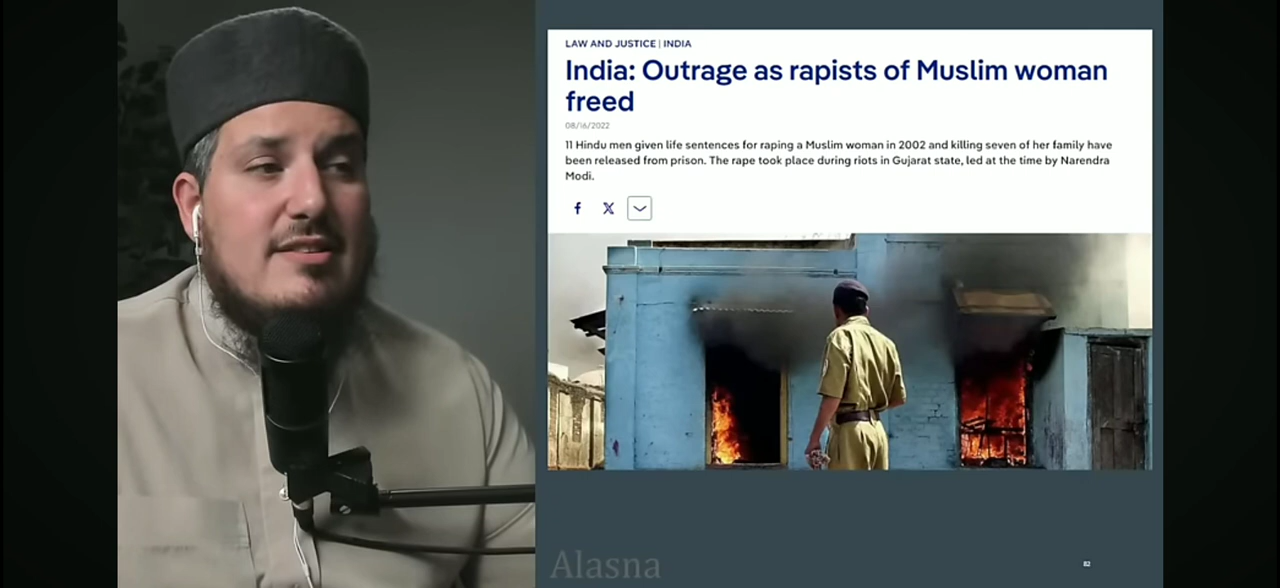 LAW AND JUSTICE | INDIA
India: Outrage as rapists of Muslim woman
freed
08/16/2022
11 Hindu men given life sentences for raping a Muslim woman in 2002 and killing seven of her family have
been released from prison. The rape took place during riots in Gujarat state, led at the time by Narendra
Modi.
Alasna
82